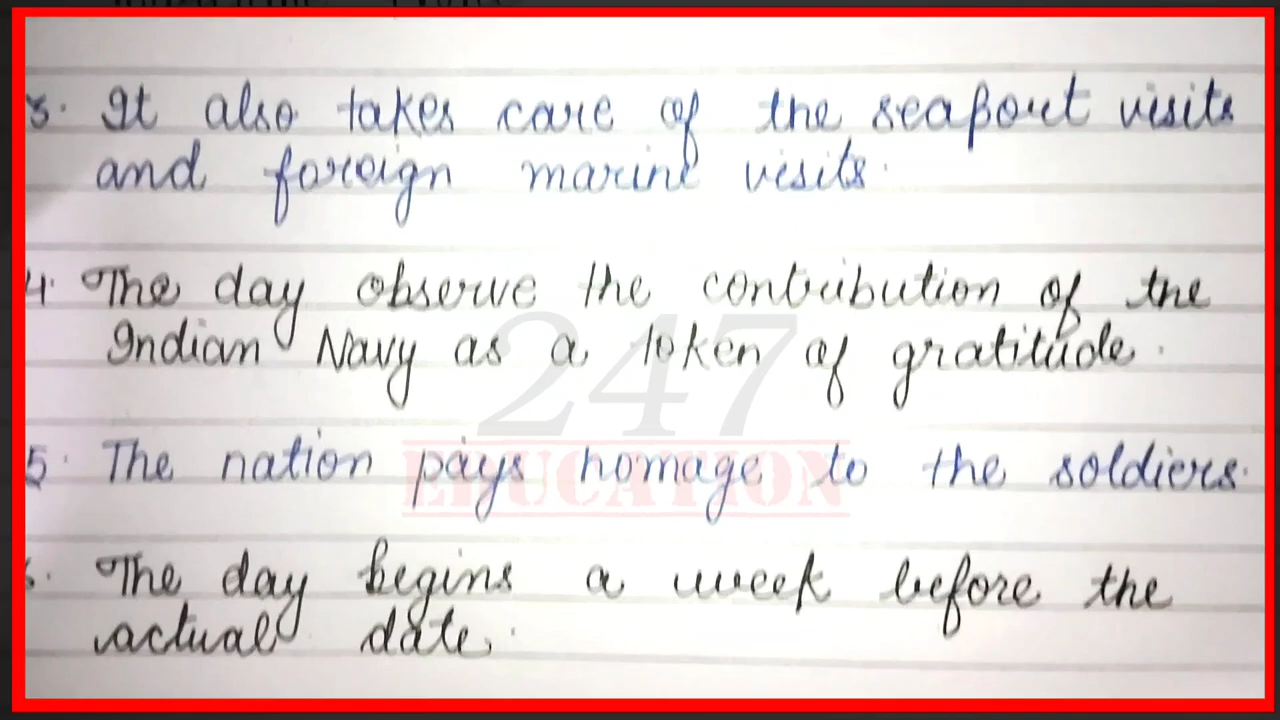 3. It also takes care of the seaport visits
and foreign marine visits.
4. The day observe the contribution of the
Indian Navy as a token of gratitude.
247
EDUCATION
5. The nation pays homage to the soldiers.
6. The day begins a week before the
actual date.